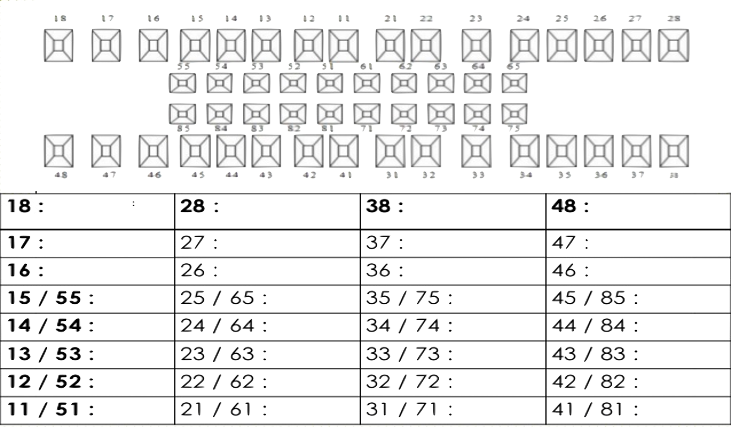 18 17 16 15 14 13 12 11 21 22 23 24 25 26 27 28
55 54 53 52 51 61 62 63 64 65
85 84 83 82 81 71 72 73 74 75
48 47 46 45 44 43 42 41 31 32 33 34 35 36 37 38
18 : : 28 : 38 : 48 :
17 : 27 : 37 : 47 :
16 : 26 : 36 : 46 :
15 / 55 : 25 / 65 : 35 / 75 : 45 / 85 :
14 / 54 : 24 / 64 : 34 / 74 : 44 / 84 :
13 / 53 : 23 / 63 : 33 / 73 : 43 / 83 :
12 / 52 : 22 / 62 : 32 / 72 : 42 / 82 :
11 / 51 : 21 / 61 : 31 / 71 : 41 / 81 :